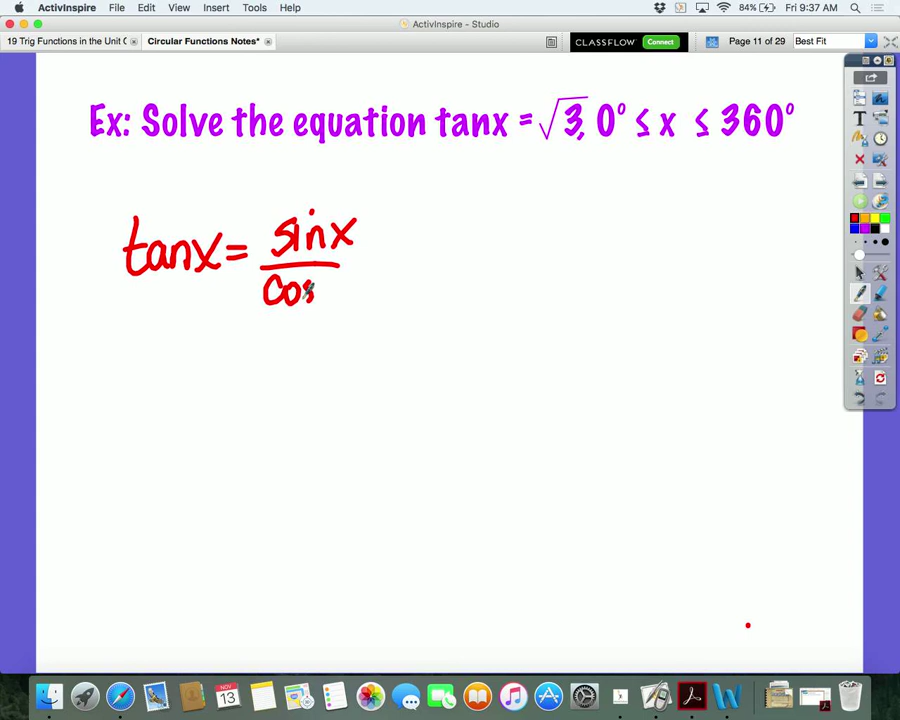 ActivInspire File Edit View Insert Tools Help 84% Fri 9:37 AM
ActivInspire - Studio
19 Trig Functions in the Unit C Circular Functions Notes* CLASSFLOW Connect Page 11 of 29 Best Fit
Ex: Solve the equation tanx = √3, 0° ≤ x ≤ 360°
tanx = sinx
cos
NOV
13